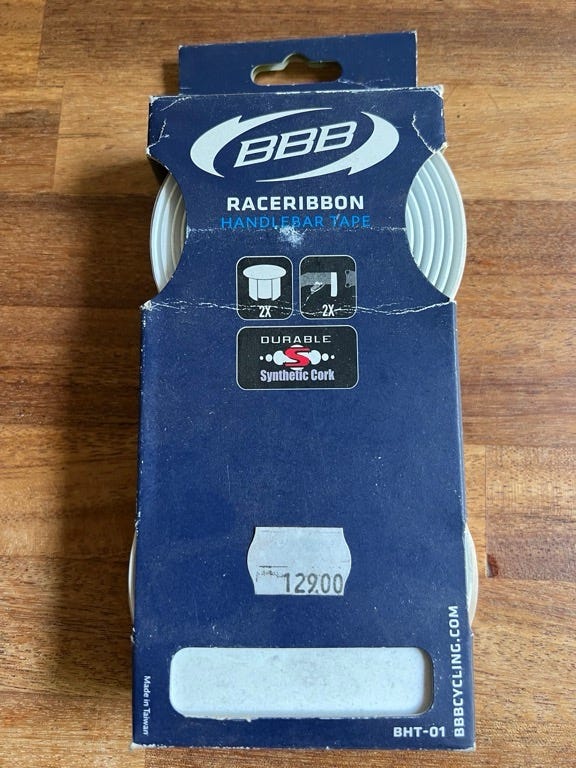 BBB
RACERIBBON
HANDLEBAR TAPE
2X
2X
DURABLE
S
Synthetic Cork
129.00
Made in Taiwan
BHT-01
BBBCYCLING.COM